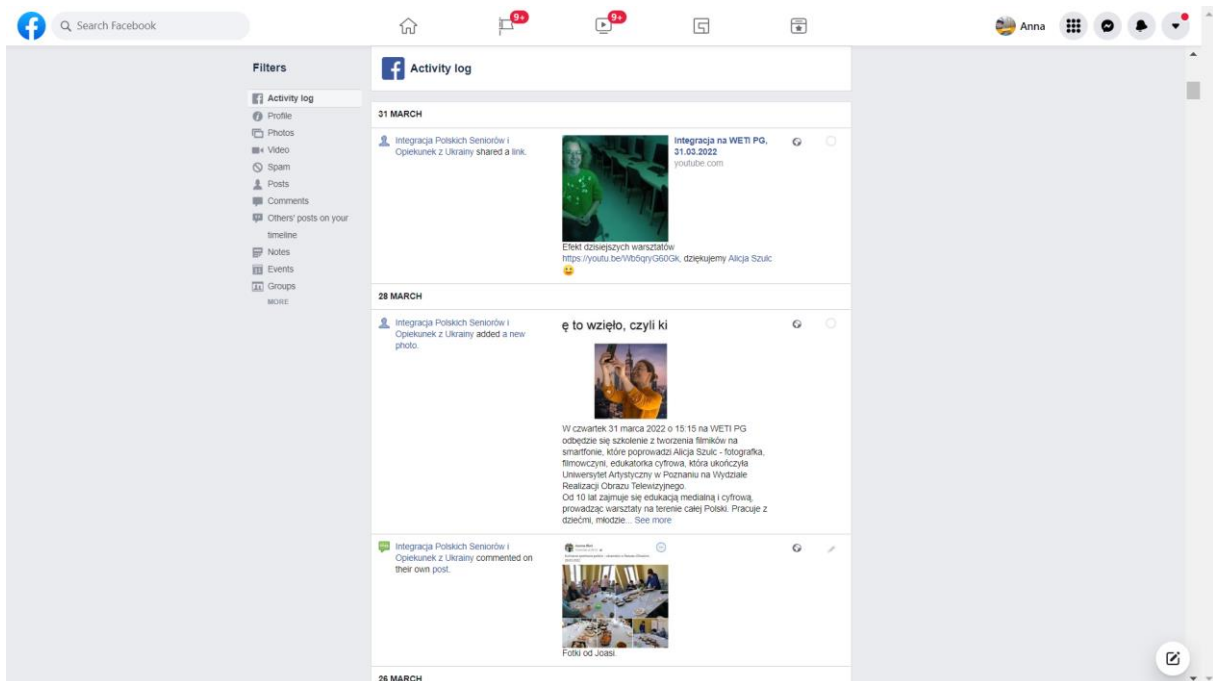 Search Facebook
9+
9+
Anna
Filters
Activity log
Profile
Photos
Video
Spam
Posts
Comments
Others' posts on your
timeline
Notes
Events
Groups
MORE
Activity log
31 MARCH
Integracja Polskich Seniorów i
Opiekunek z Ukrainy shared a link.
Integracja na WETI PG,
31.03.2022
youtube.com
Efekt dzisiejszych warsztatów
https://youtu.be/Wb5qryG60Gk, dziękujemy Alicja Szulc
28 MARCH
Integracja Polskich Seniorów i
Opiekunek z Ukrainy added a new
photo.
ę to wzięło, czyli ki
W czwartek 31 marca 2022 o 15:15 na WETI PG
odbędzie się szkolenie z tworzenia filmików na
smartfonie, które poprowadzi Alicja Szulc - fotografka,
filmowczyni, edukatorka cyfrowa, która ukończyła
Uniwersytet Artystyczny w Poznaniu na Wydziale
Realizacji Obrazu Telewizyjnego.
Od 10 lat zajmuje się edukacją medialną i cyfrową,
prowadząc warsztaty na terenie całej Polski. Pracuje z
dziećmi, młodzie... See more
Integracja Polskich Seniorów i
Opiekunek z Ukrainy commented on
their own post.
Fotki od Joasi.
26 MARCH